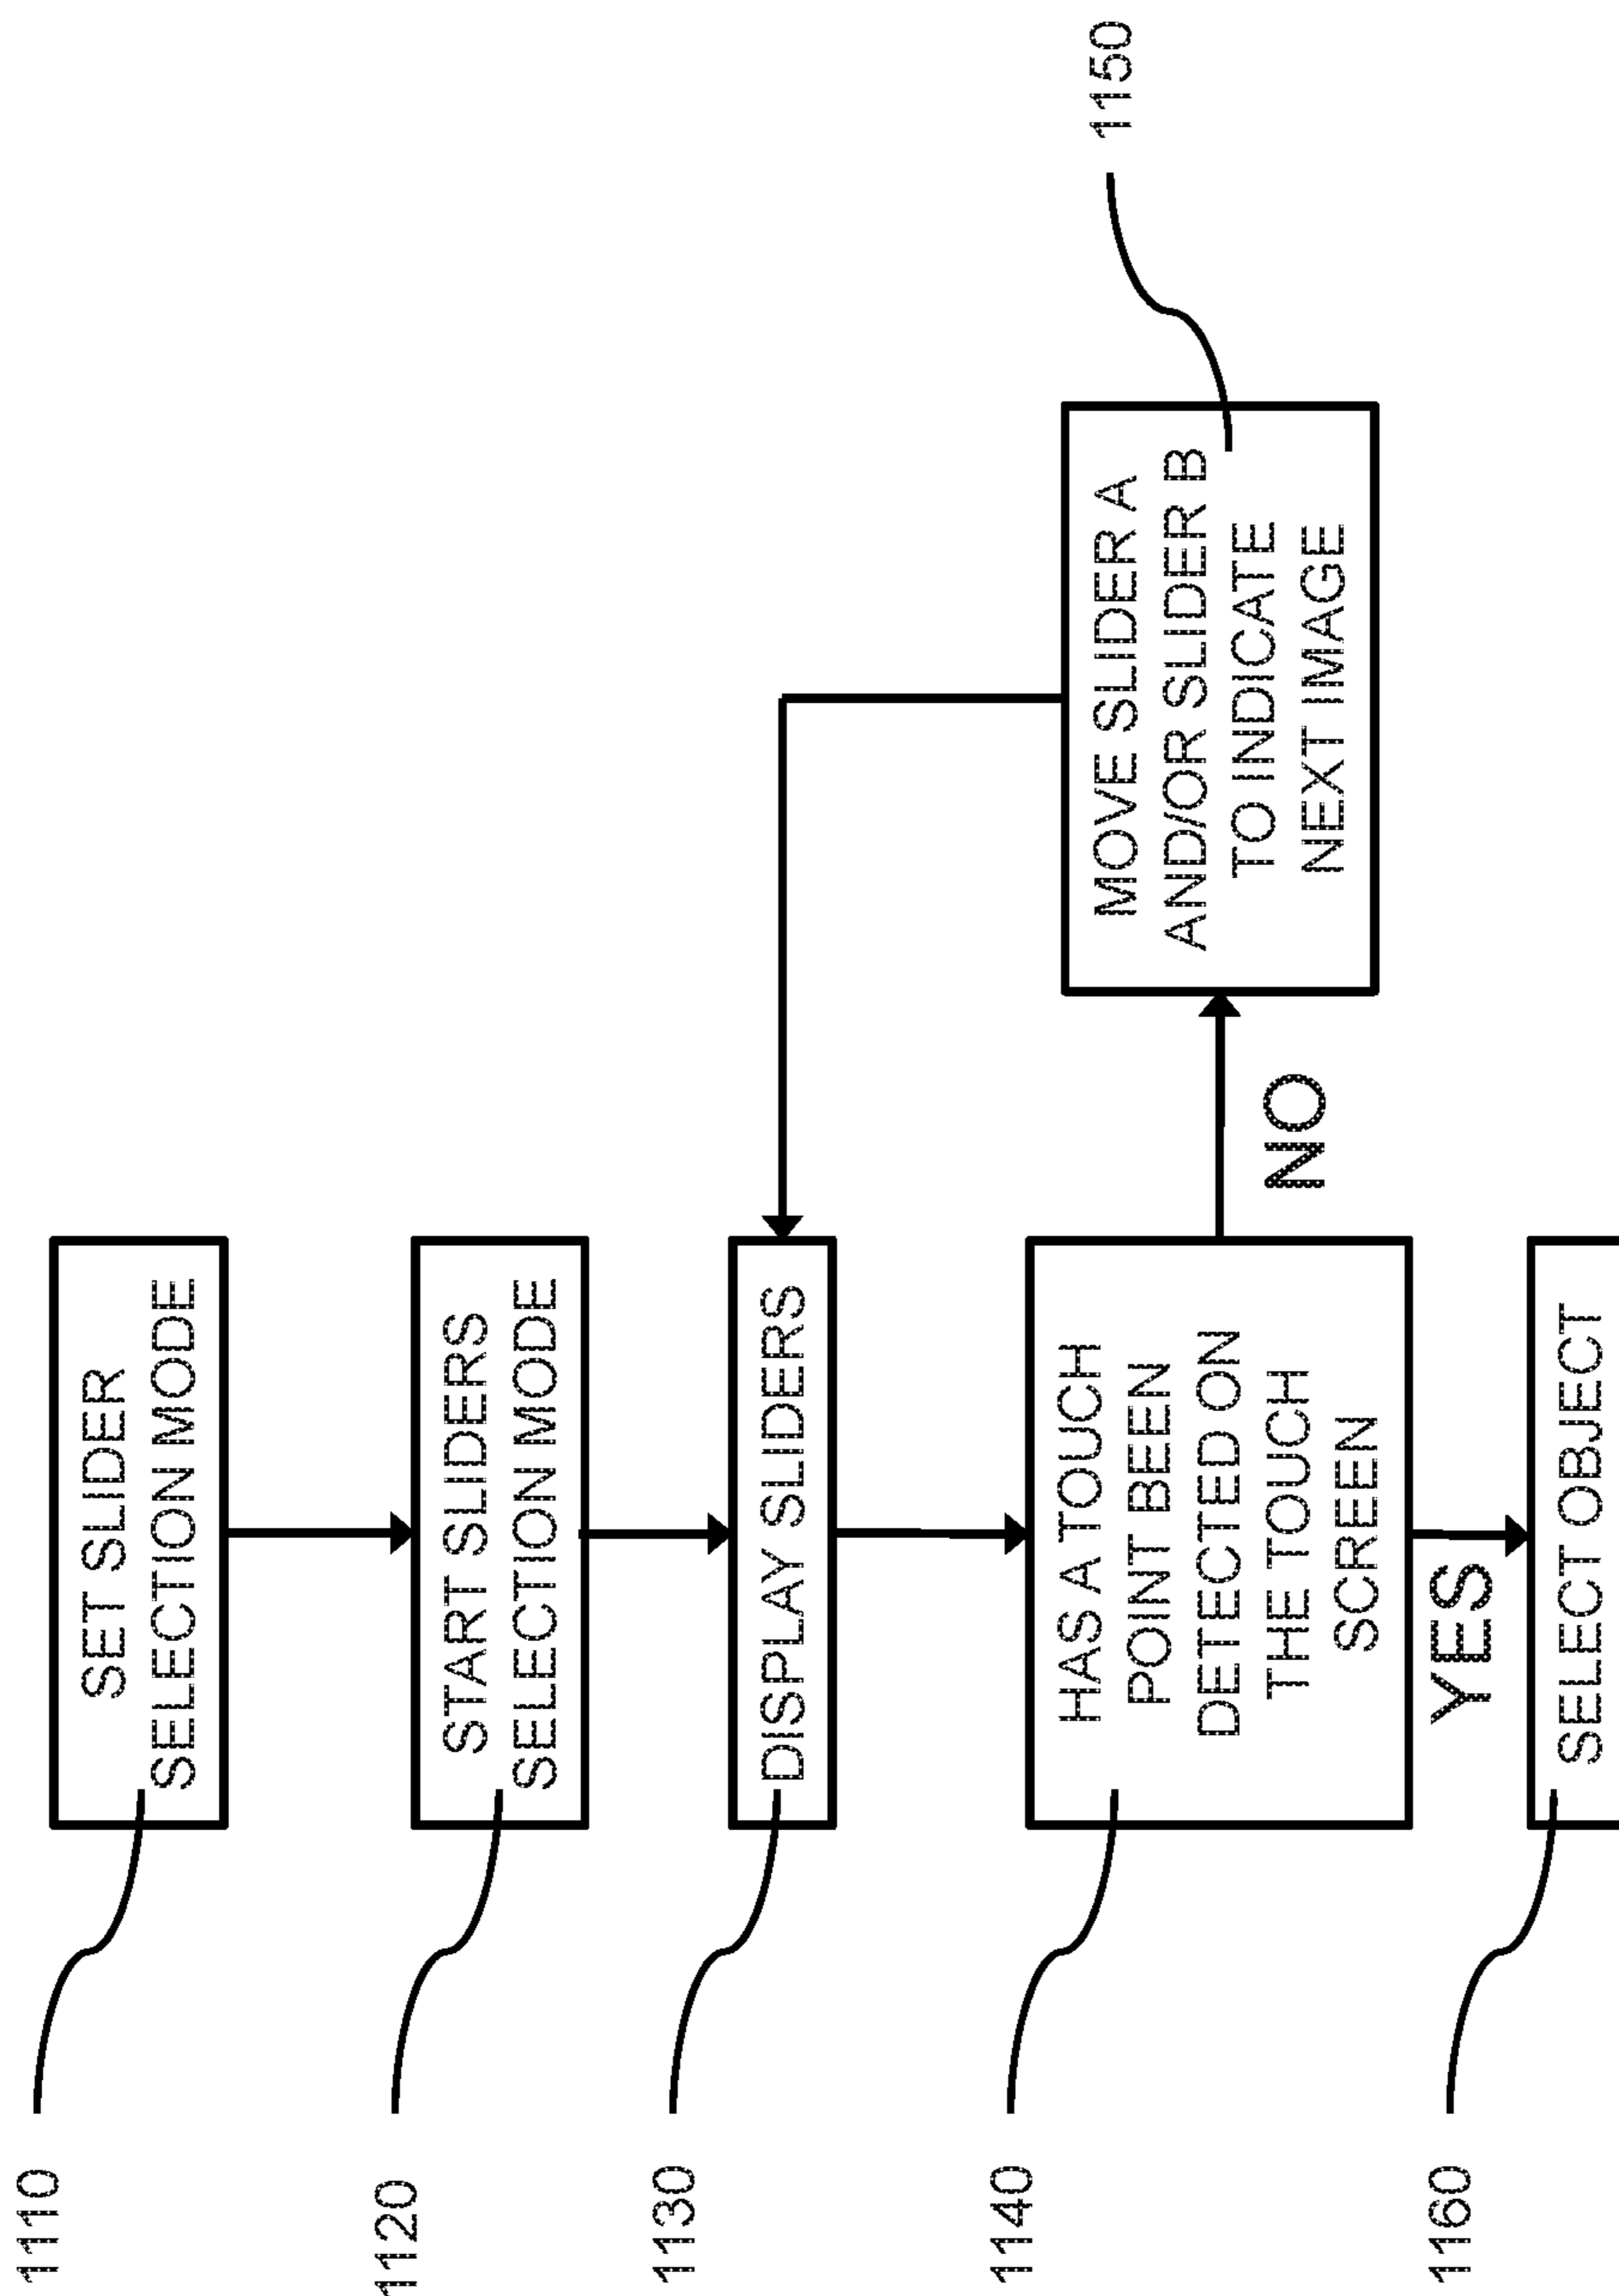 1110
SET SLIDER
SELECTION MODE
1120
START SLIDERS
SELECTION MODE
1130
DISPLAY SLIDERS
1140
HAS A TOUCH
POINT BEEN
DETECTED ON
THE TOUCH
SCREEN
NO
MOVE SLIDER A
AND/OR SLIDER B
TO INDICATE
NEXT IMAGE
1150
YES
1160
SELECT OBJECT